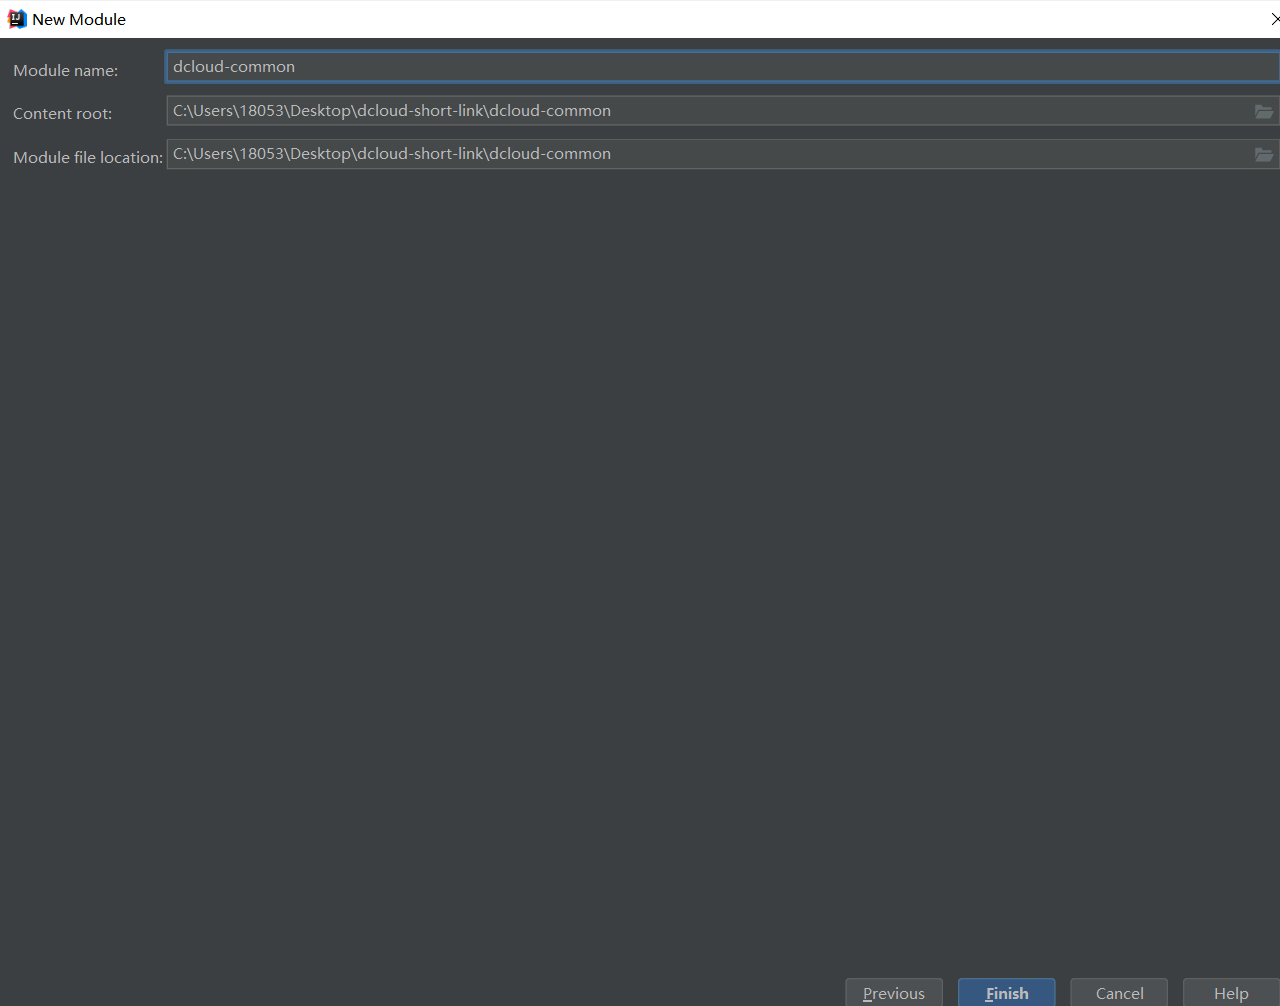 New Module
Module name: dcloud-common
Content root: C:\Users\18053\Desktop\dcloud-short-link\dcloud-common
Module file location: C:\Users\18053\Desktop\dcloud-short-link\dcloud-common
Previous Finish Cancel Help